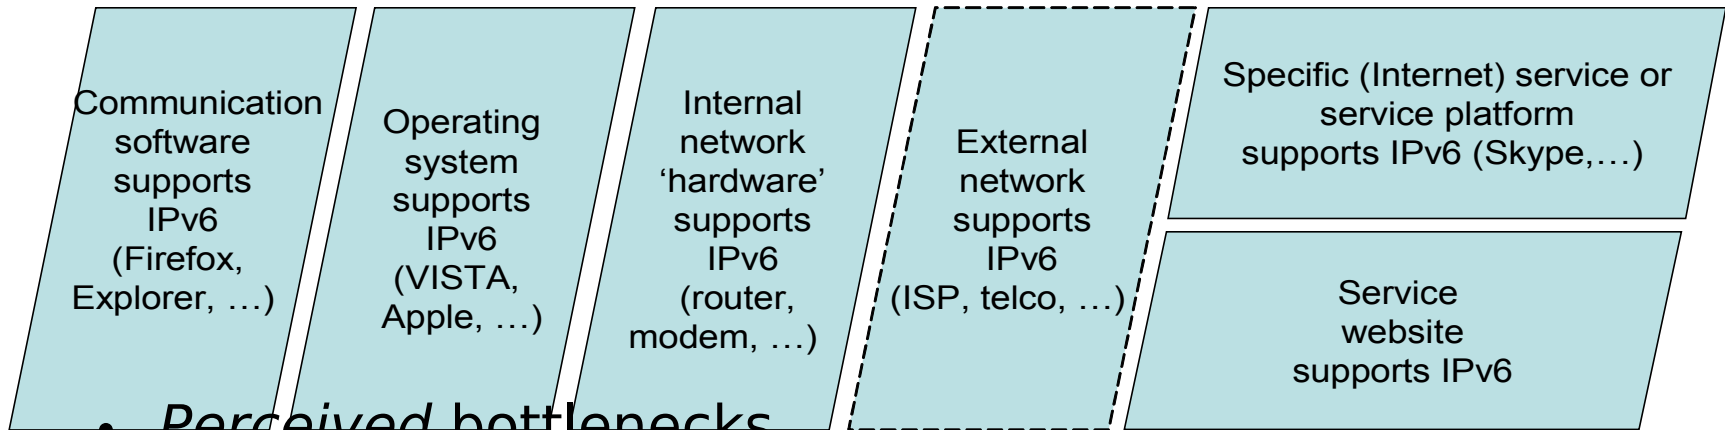 Communication
software
supports
IPv6
(Firefox,
Explorer, …)
Operating
system
supports
IPv6
(VISTA,
Apple, …)
Internal
network
‘hardware’
supports
IPv6
(router,
modem, …)
External
network
supports
IPv6
(ISP, telco, …)
Specific (Internet) service or
service platform
supports IPv6 (Skype,…)
Service
website
supports IPv6
• Perceived bottlenecks